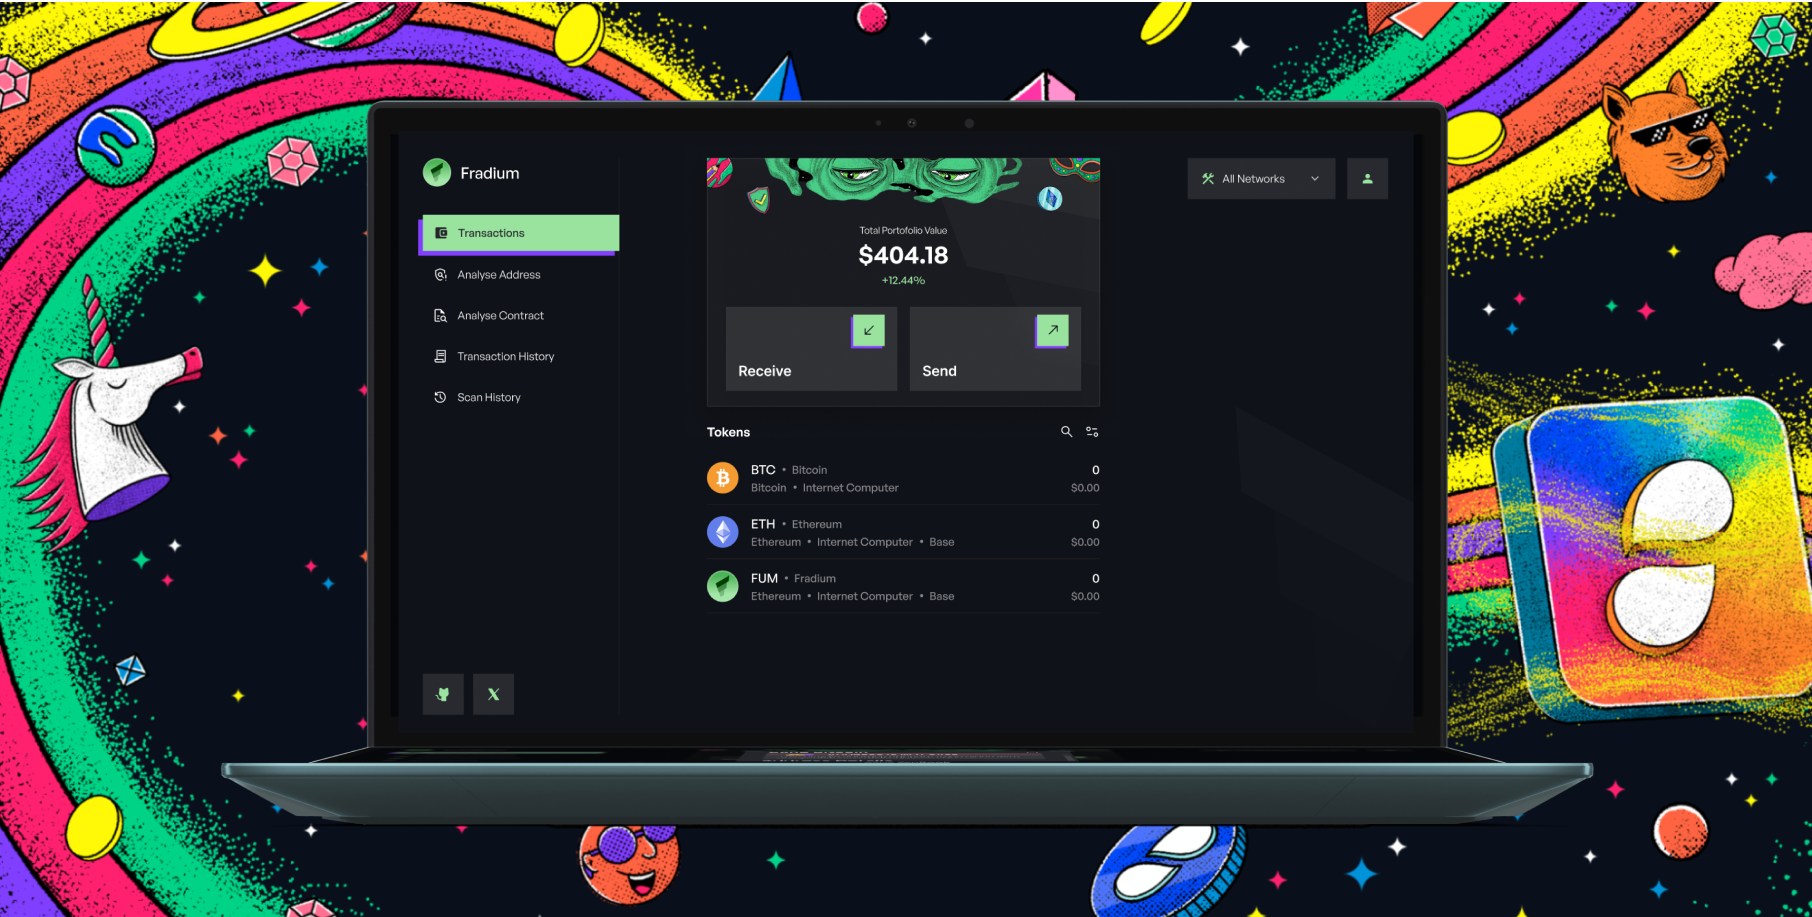 Fradium
All Networks
Transactions
Analyse Address
Analyse Contract
Transaction History
Scan History
Total Portofolio Value
$404.18
+12.44%
Receive
Send
Tokens
BTC • Bitcoin 0
Bitcoin • Internet Computer $0.00
ETH • Ethereum 0
Ethereum • Internet Computer • Base $0.00
FUM • Fradium 0
Ethereum • Internet Computer • Base $0.00